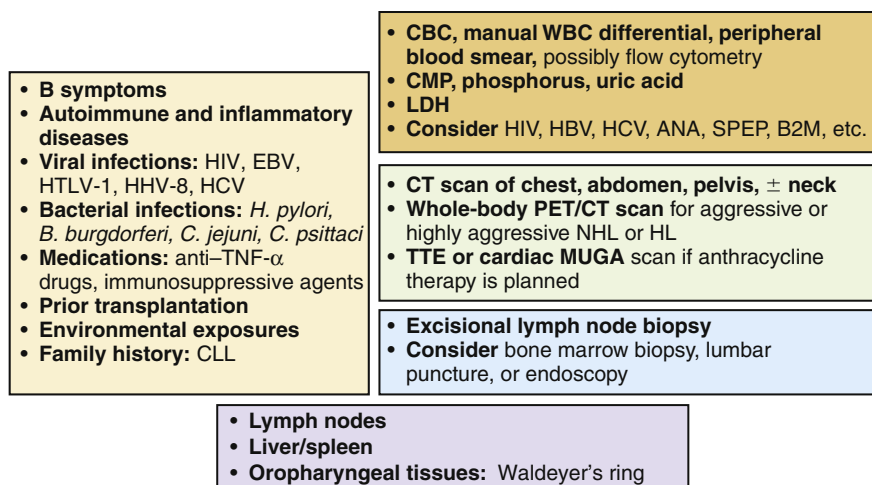 • B symptoms
• Autoimmune and inflammatory
diseases
• Viral infections: HIV, EBV,
HTLV-1, HHV-8, HCV
• Bacterial infections: H. pylori,
B. burgdorferi, C. jejuni, C. psittaci
• Medications: anti–TNF-α
drugs, immunosuppressive agents
• Prior transplantation
• Environmental exposures
• Family history: CLL
• CBC, manual WBC differential, peripheral
blood smear, possibly flow cytometry
• CMP, phosphorus, uric acid
• LDH
• Consider HIV, HBV, HCV, ANA, SPEP, B2M, etc.
• CT scan of chest, abdomen, pelvis, ± neck
• Whole-body PET/CT scan for aggressive or
highly aggressive NHL or HL
• TTE or cardiac MUGA scan if anthracycline
therapy is planned
• Excisional lymph node biopsy
• Consider bone marrow biopsy, lumbar
puncture, or endoscopy
• Lymph nodes
• Liver/spleen
• Oropharyngeal tissues: Waldeyer's ring